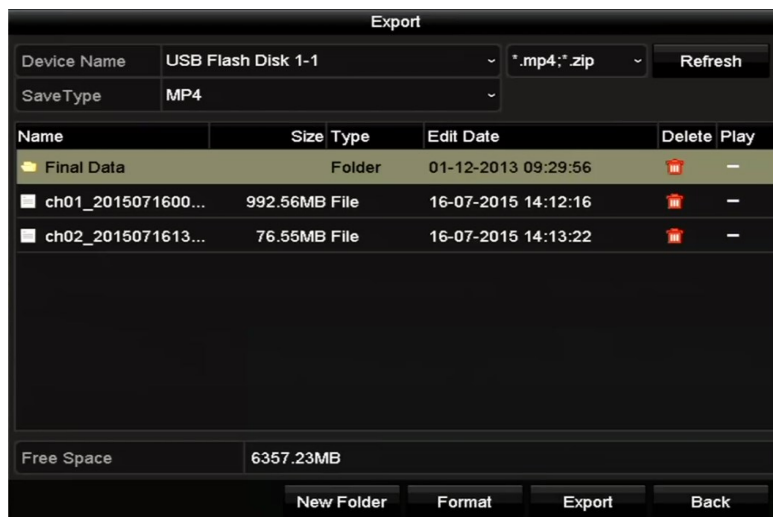 Export
Device Name USB Flash Disk 1-1 *.mp4;*.zip Refresh
SaveType MP4
Name Size Type Edit Date Delete Play
Final Data Folder 01-12-2013 09:29:56
ch01_2015071600... 992.56MB File 16-07-2015 14:12:16
ch02_2015071613... 76.55MB File 16-07-2015 14:13:22
Free Space 6357.23MB
New Folder Format Export Back